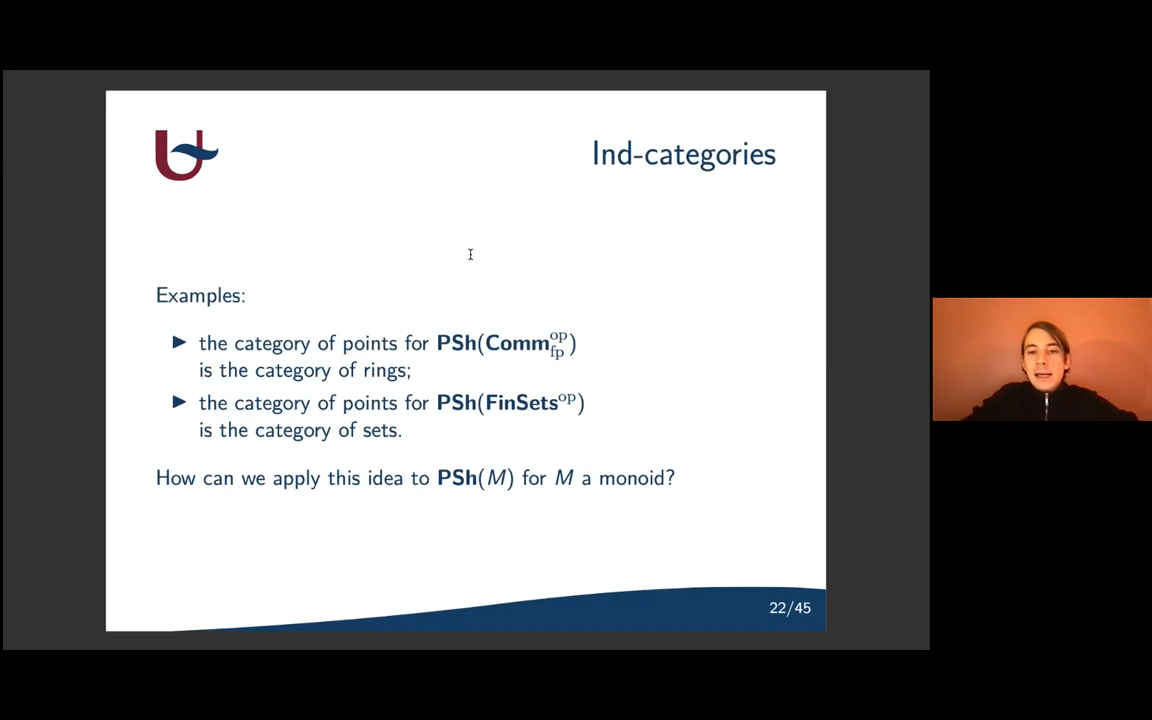 Ind-categories
Examples:
▶ the category of points for PSh(Comm^op_fp)
is the category of rings;
▶ the category of points for PSh(FinSets^op)
is the category of sets.
How can we apply this idea to PSh(M) for M a monoid?
22/45